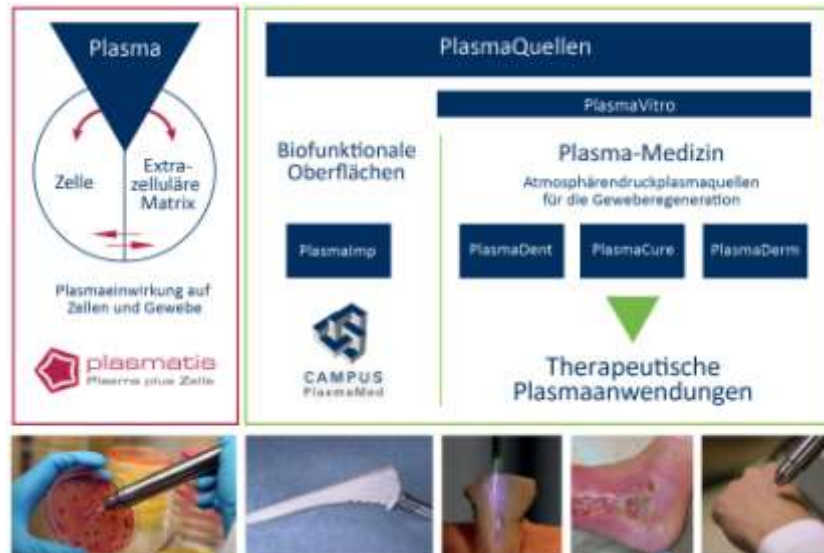 Plasma
Zelle
Extra-
zelluläre
Matrix
Plasmaeinwirkung auf
Zellen und Gewebe
plasmatis
Plasma plus Zelle
PlasmaQuellen
PlasmaVitro
Biofunktionale
Oberflächen
PlasmaImp
CAMPUS
PlasmaMed
Plasma-Medizin
Atmosphärendruckplasmaquellen
für die Geweberegeneration
PlasmaDent
PlasmaCure
PlasmaDerm
Therapeutische
Plasmaanwendungen